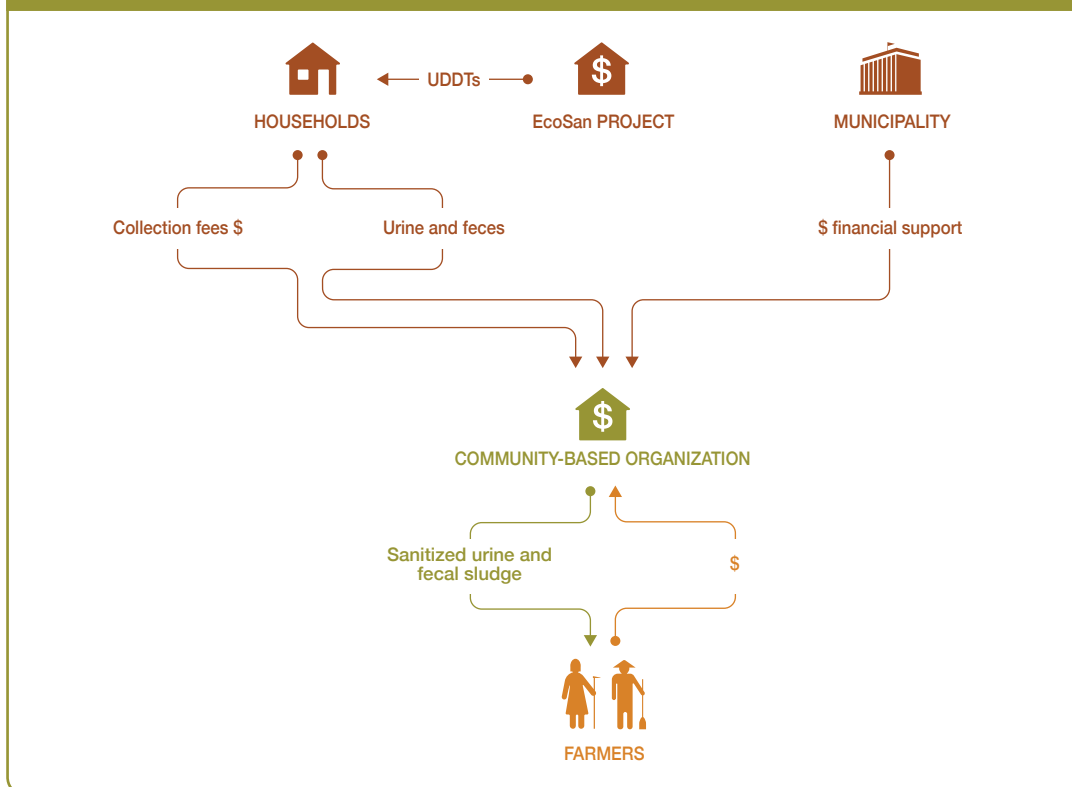 UDDTs
$
HOUSEHOLDS
EcoSan PROJECT
MUNICIPALITY
Collection fees $
Urine and feces
$ financial support
$
COMMUNITY-BASED ORGANIZATION
Sanitized urine and
fecal sludge
$
FARMERS